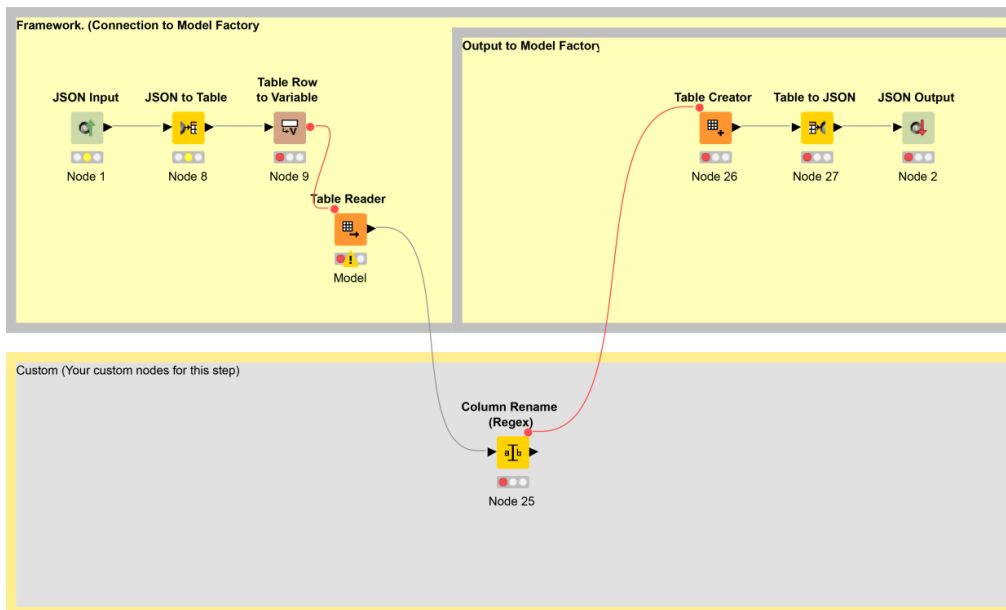 Framework. (Connection to Model Factory
Output to Model Factory
JSON Input
JSON to Table
Table Row
to Variable
Node 1
Node 8
Node 9
Table Reader
Model
Table Creator
Table to JSON
JSON Output
Node 26
Node 27
Node 2
Custom (Your custom nodes for this step)
Column Rename
(Regex)
Node 25